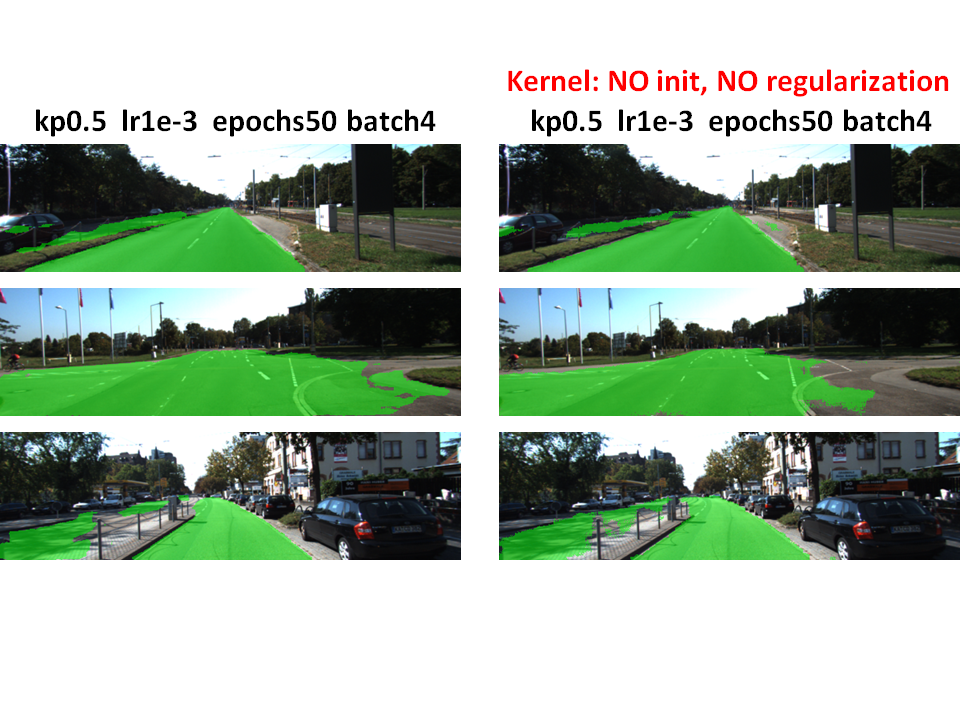 kp0.5 lr1e-3 epochs50 batch4
Kernel: NO init, NO regularization
kp0.5 lr1e-3 epochs50 batch4